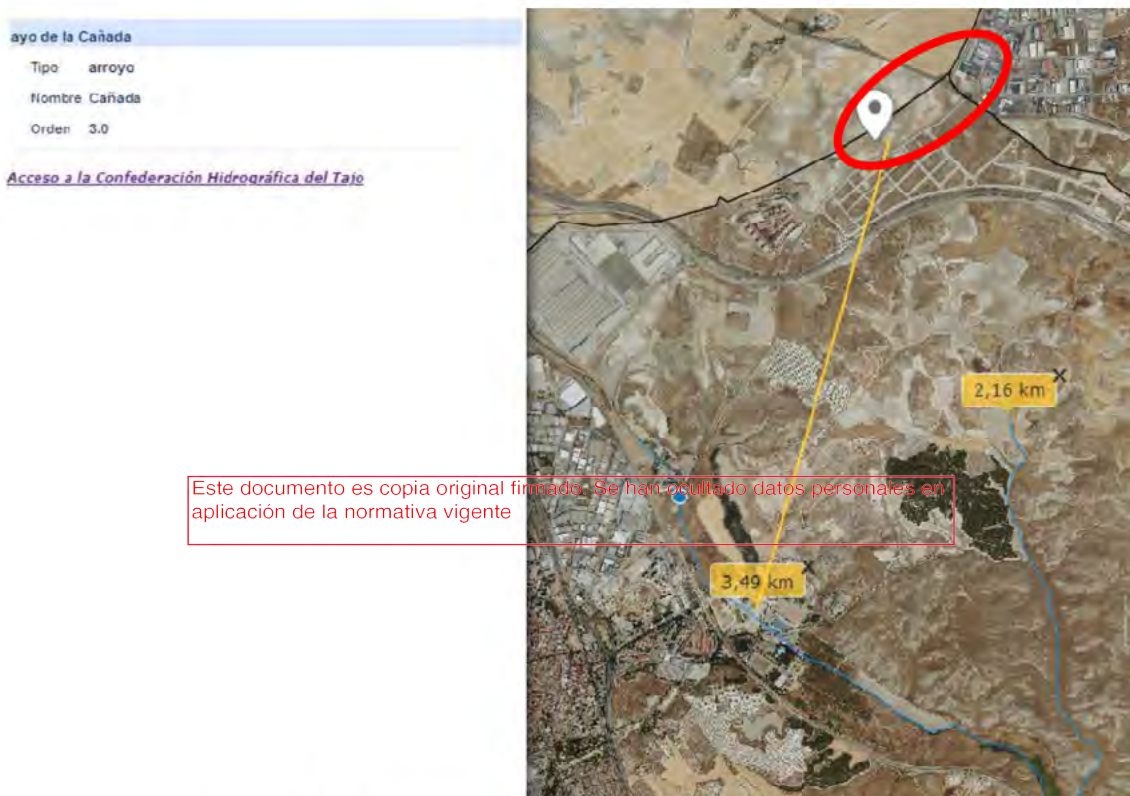 ayo de la Cañada
Tipo arroyo
Nombre Cañada
Orden 3.0
Acceso a la Confederación Hidrográfica del Tajo
2,16 km X
Este documento es copia original firmado. Se han ocultado datos personales en
aplicación de la normativa vigente
3,49 km X